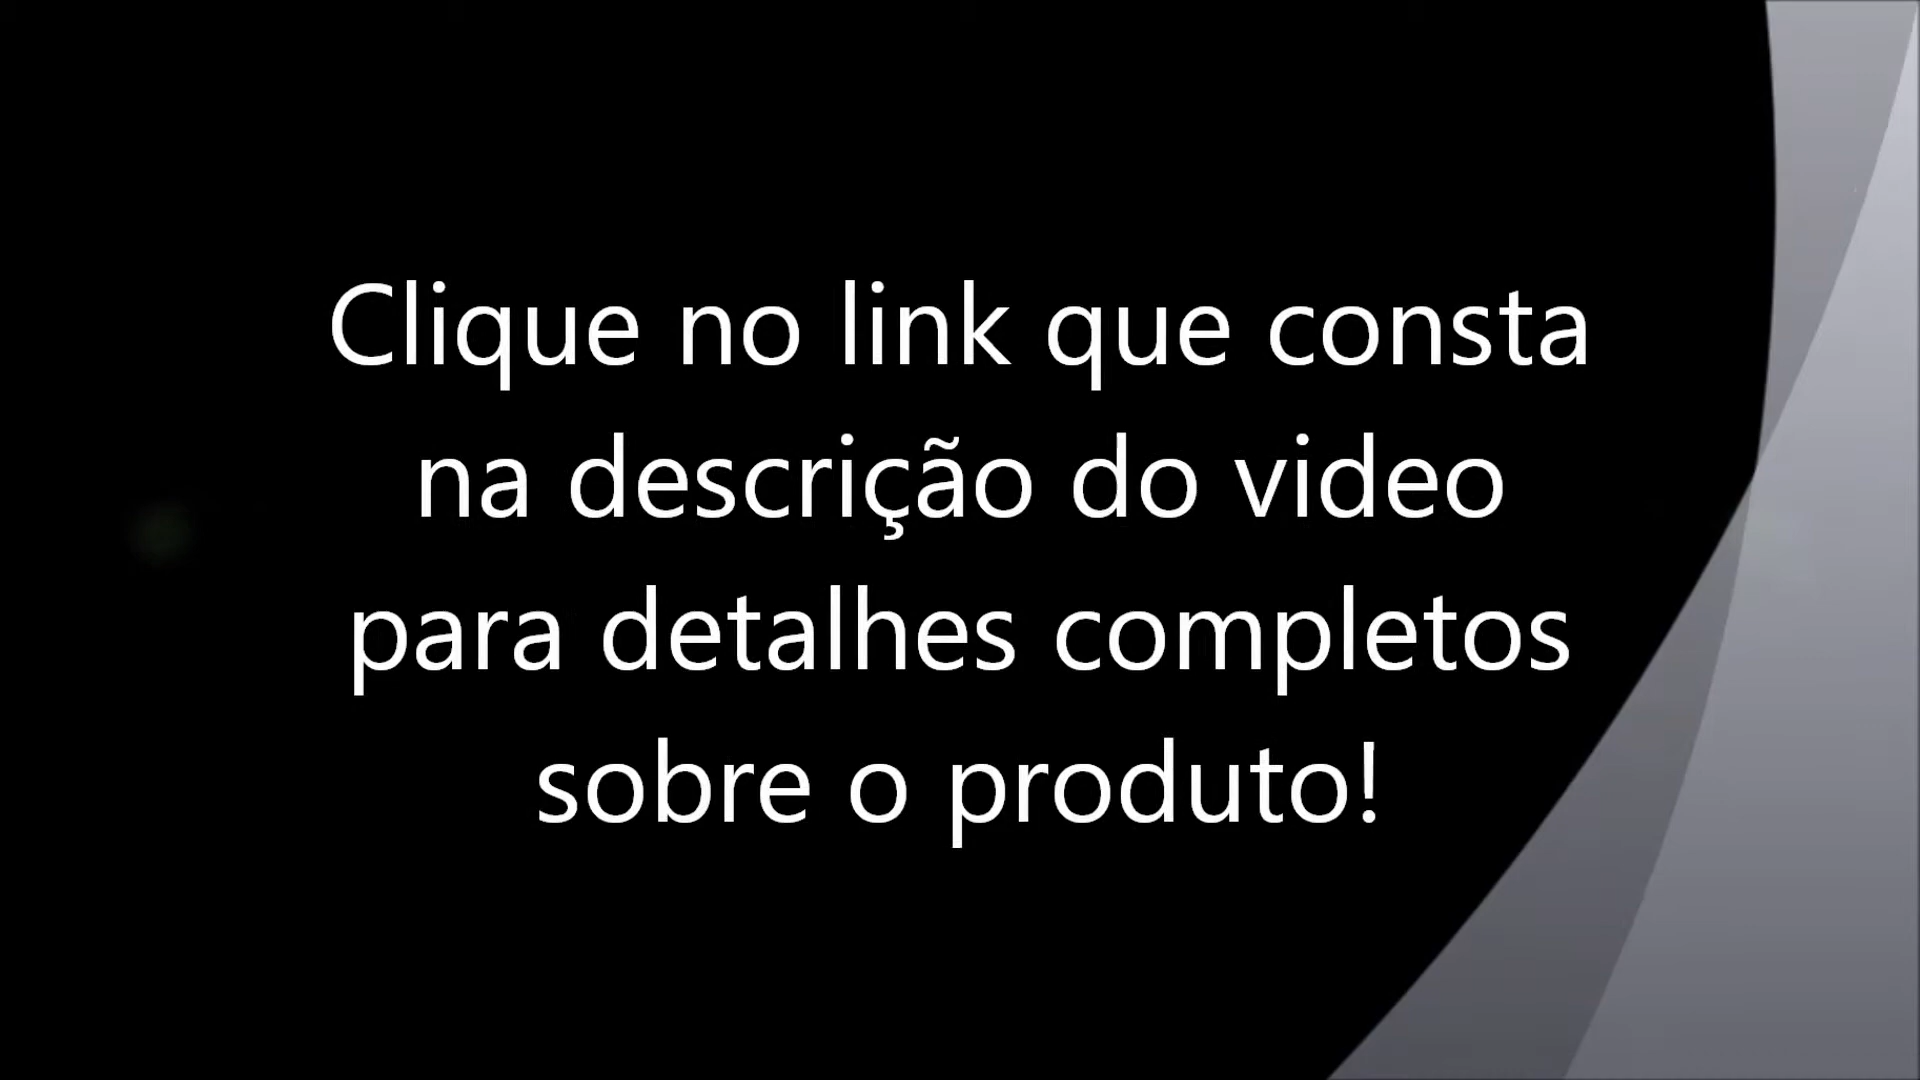 Clique no link que consta
na descrição do video
para detalhes completos
sobre o produto!